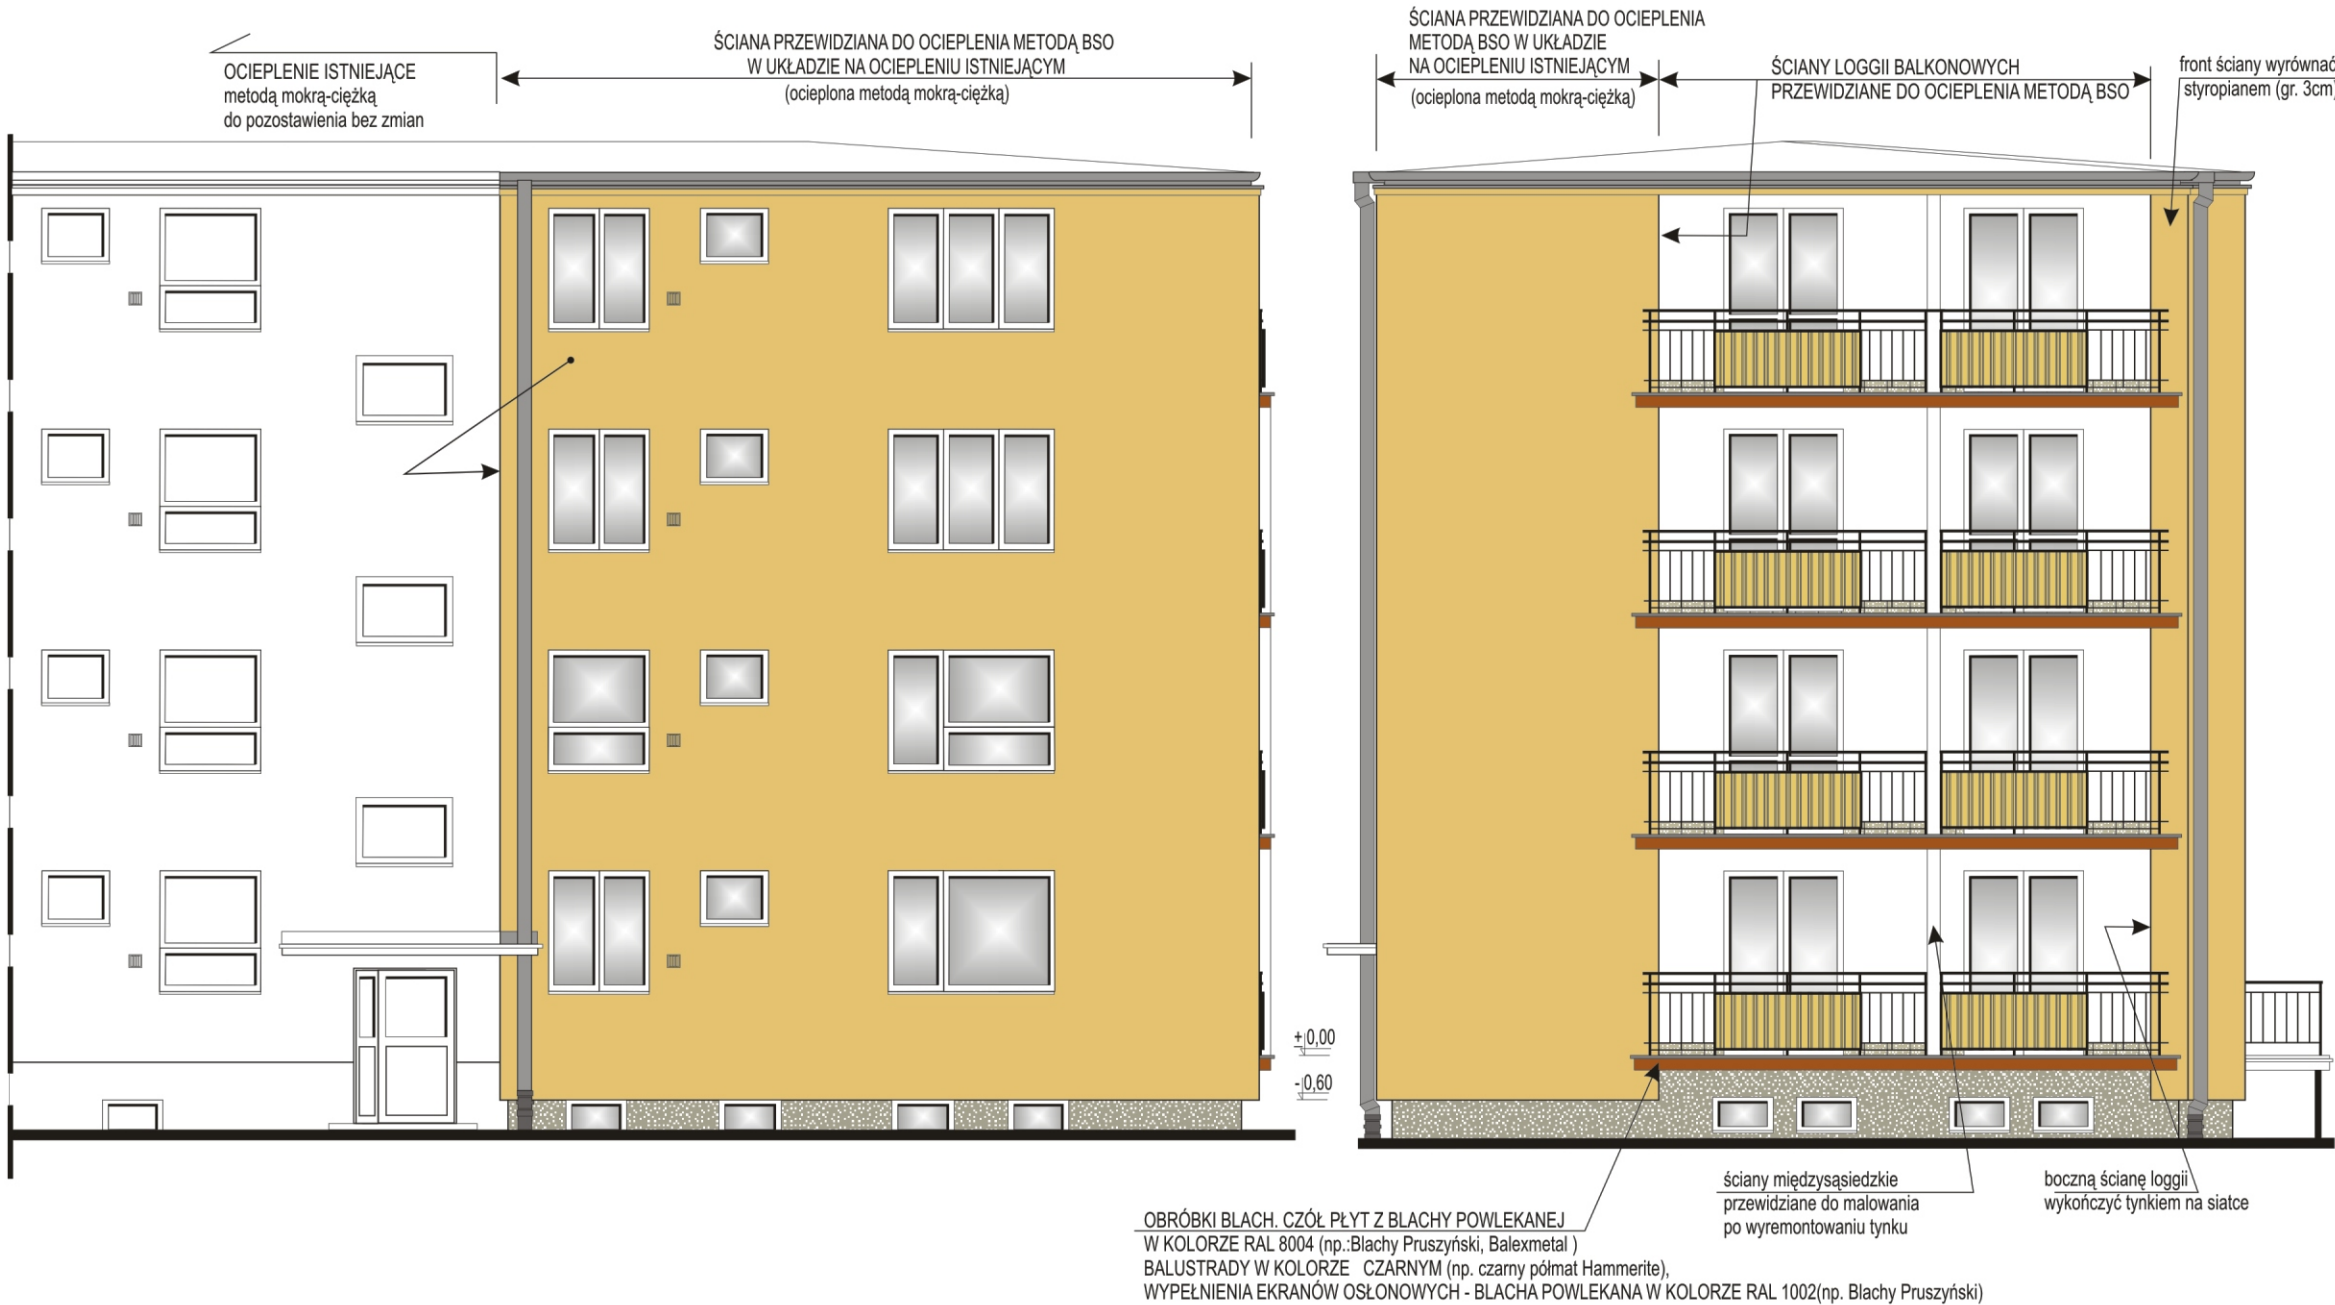 OCIEPLENIE ISTNIEJĄCE
metodą mokrą-ciężką
do pozostawienia bez zmian
ŚCIANA PRZEWIDZIANA DO OCIEPLENIA METODĄ BSO
W UKŁADZIE NA OCIEPLENIU ISTNIEJĄCYM
(ocieplona metodą mokrą-ciężką)
ŚCIANA PRZEWIDZIANA DO OCIEPLENIA
METODĄ BSO W UKŁADZIE
NA OCIEPLENIU ISTNIEJĄCYM
(ocieplona metodą mokrą-ciężką)
ŚCIANY LOGGII BALKONOWYCH
PRZEWIDZIANE DO OCIEPLENIA METODĄ BSO
front ściany wyrównać
styropianem (gr. 3cm)
±0,00
-0,60
ściany międzysąsiedzkie
przewidziane do malowania
po wyremontowaniu tynku
boczną ścianę loggii
wykończyć tynkiem na siatce
OBRÓBKI BLACH. CZÓŁ PŁYT Z BLACHY POWLEKANEJ
W KOLORZE RAL 8004 (np.:Blachy Pruszyński, Balexmetal )
BALUSTRADY W KOLORZE CZARNYM (np. czarny półmat Hammerite),
WYPEŁNIENIA EKRANÓW OSŁONOWYCH - BLACHA POWLEKANA W KOLORZE RAL 1002(np. Blachy Pruszyński)